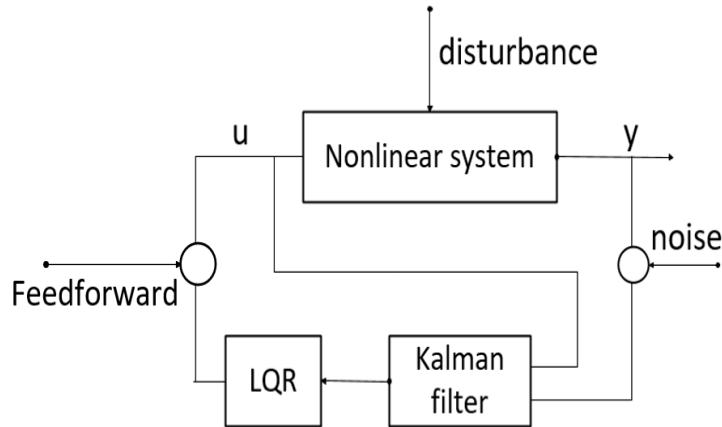 disturbance
u
Nonlinear system
y
noise
Feedforward
LQR
Kalman
filter